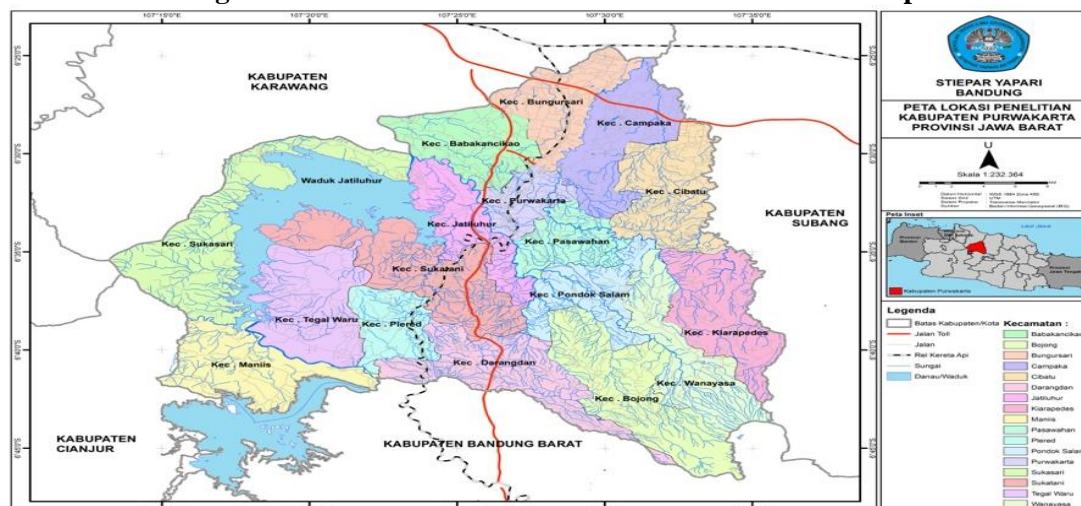 107°15'0"E 107°20'0"E 107°25'0"E 107°30'0"E 107°35'0"E
KABUPATEN
KARAWANG
Kec . Bungursari
Kec . Campaka
Kec . Babakancikao
Waduk Jatiluhur
Kec . Cibatu
Kec . Purwakarta
KABUPATEN
SUBANG
Kec . Jatiluhur
Kec . Sukasari
Kec . Pasawahan
Kec . Sukatani
Kec . Pondok Salam
Kec . Tegal Waru
Kec . Plered
Kec . Kiarapedes
Kec . Maniis
Kec . Darangdan
Kec . Wanayasa
Kec . Bojong
KABUPATEN
CIANJUR
KABUPATEN BANDUNG BARAT
STIEPAR YAPARI
BANDUNG
PETA LOKASI PENELITIAN
KABUPATEN PURWAKARTA
PROVINSI JAWA BARAT
U
Skala 1:232.364
Peta Inset
Laut Jawa
Kabupaten Purwakarta
Legenda
Batas Kabupaten/Kota
Jalan Toll
Jalan
Rel Kereta Api
Sungai
Danau/Waduk
Kecamatan :
Babakancikao
Bojong
Bungursari
Campaka
Cibatu
Darangdan
Jatiluhur
Kiarapedes
Maniis
Pasawahan
Plered
Pondok Salam
Purwakarta
Sukasari
Sukatani
Tegal Waru
Wanayasa